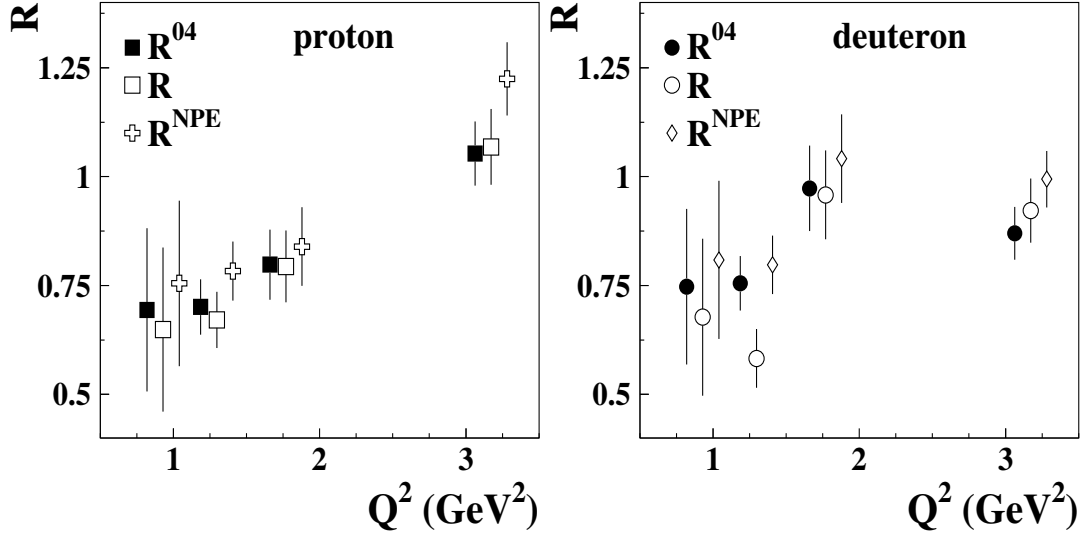 R
proton
R^04
R
R^NPE
1.25
1
0.75
0.5
1 2 3
Q^2 (GeV^2)
R
deuteron
R^04
R
R^NPE
1.25
1
0.75
0.5
1 2 3
Q^2 (GeV^2)